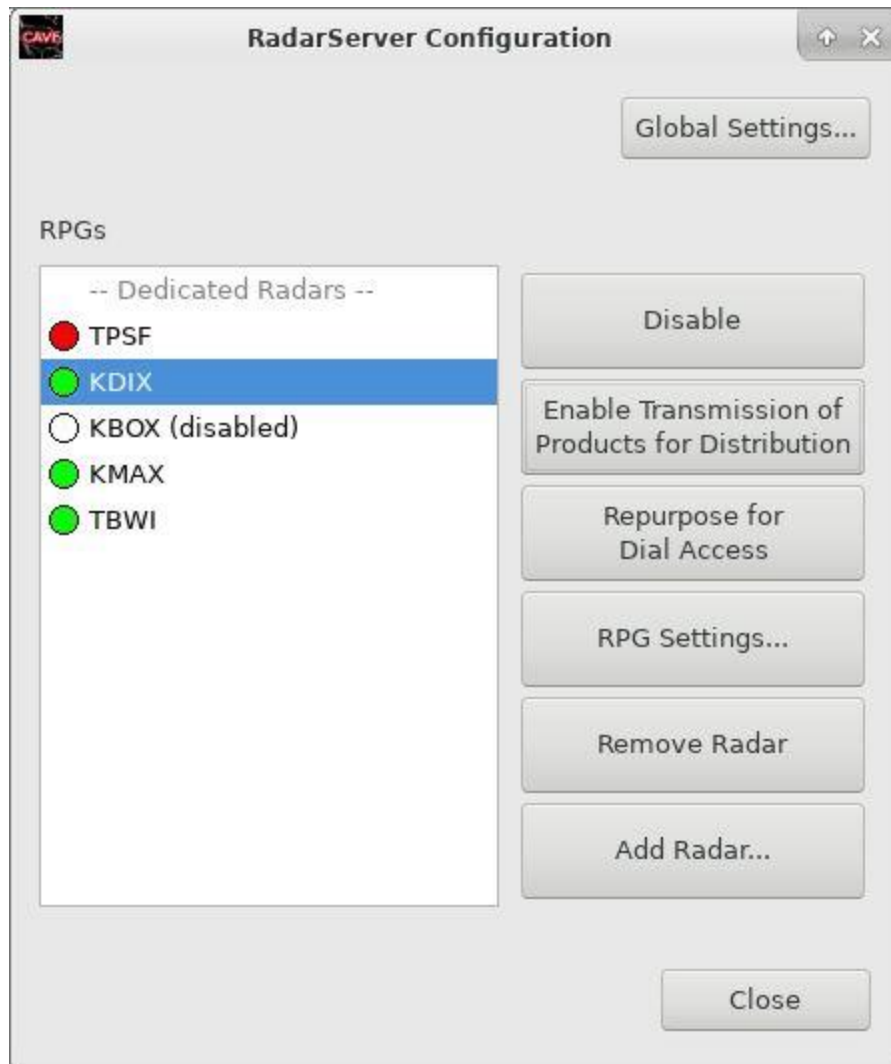 CAVE
RadarServer Configuration
Global Settings...
RPGs
-- Dedicated Radars --
TPSF
KDIX
KBOX (disabled)
KMAX
TBWI
Disable
Enable Transmission of
Products for Distribution
Repurpose for
Dial Access
RPG Settings...
Remove Radar
Add Radar...
Close